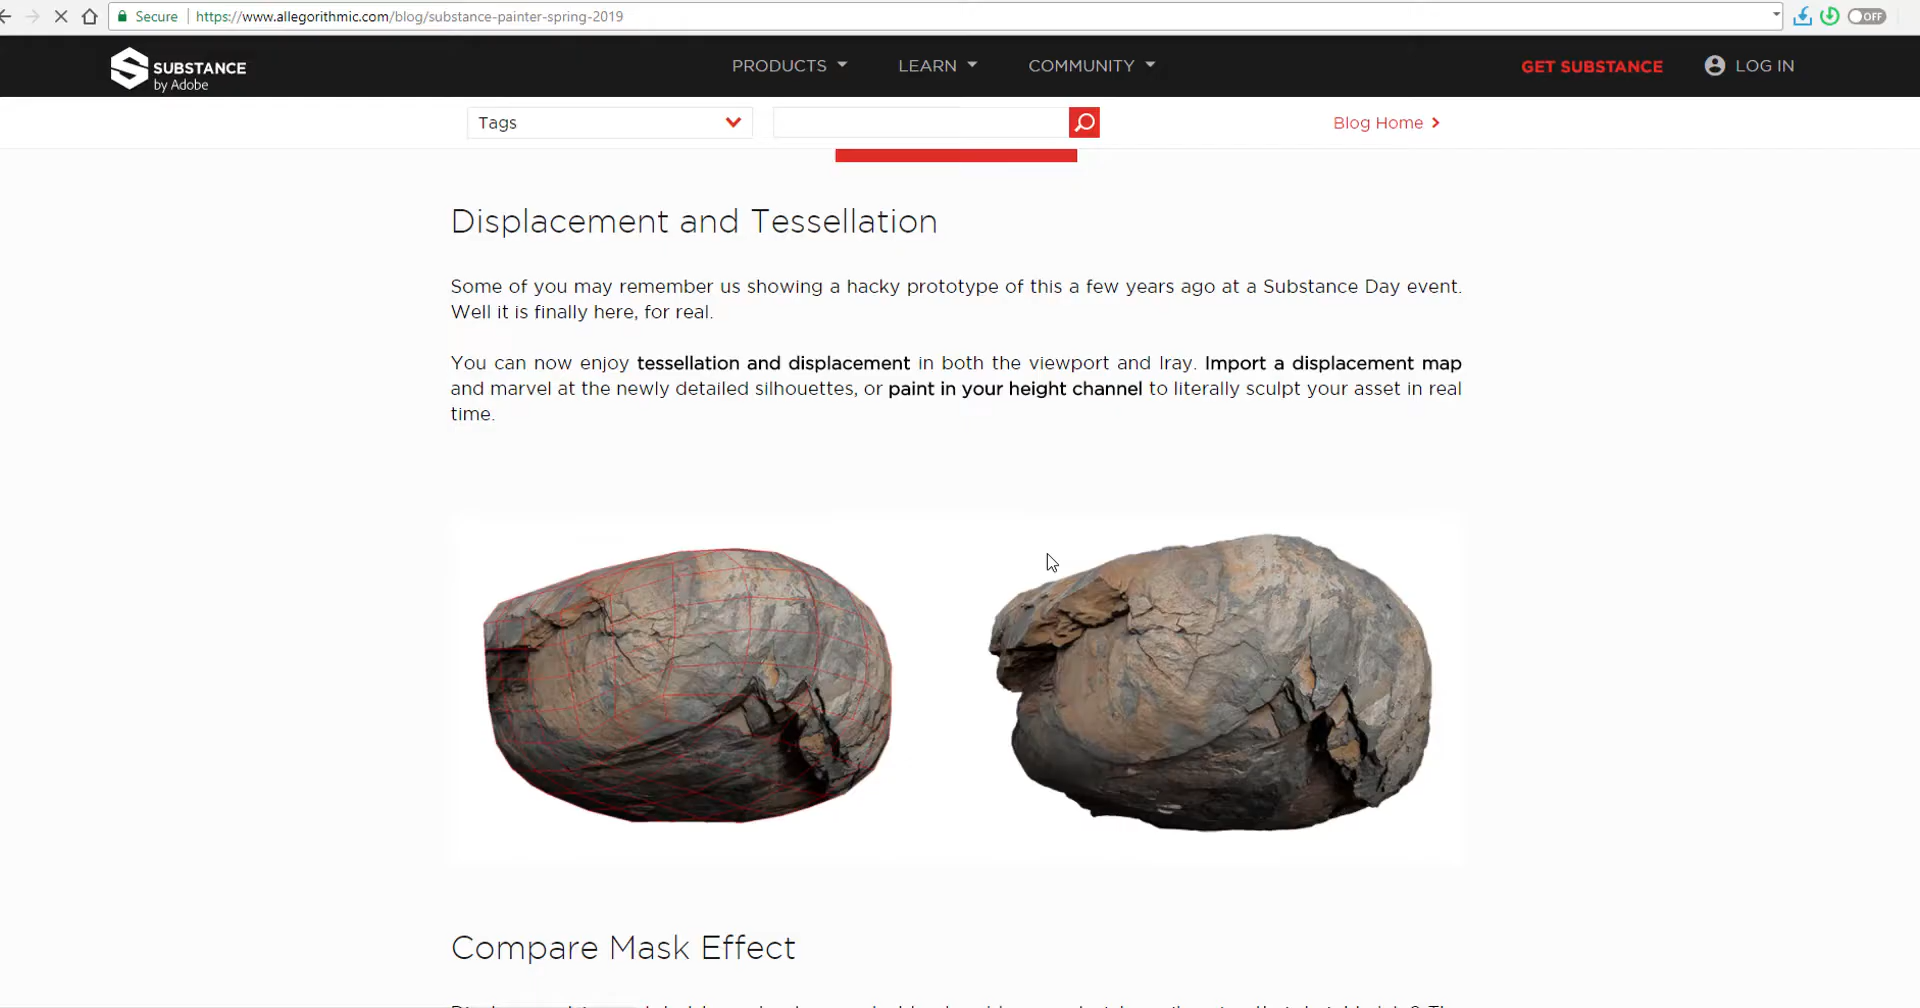 Secure https://www.allegorithmic.com/blog/substance-painter-spring-2019
OFF
SUBSTANCE
by Adobe
PRODUCTS
LEARN
COMMUNITY
GET SUBSTANCE
LOG IN
Tags
Blog Home
Displacement and Tessellation
Some of you may remember us showing a hacky prototype of this a few years ago at a Substance Day event.
Well it is finally here, for real.
You can now enjoy tessellation and displacement in both the viewport and Iray. Import a displacement map
and marvel at the newly detailed silhouettes, or paint in your height channel to literally sculpt your asset in real
time.
Compare Mask Effect